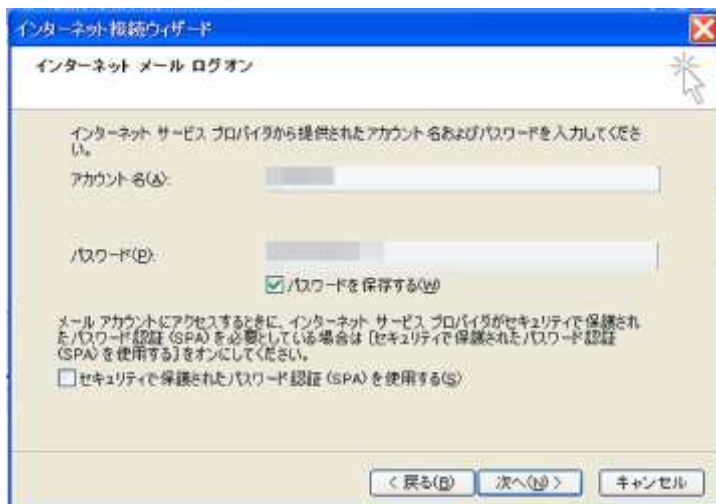 インターネット接続ウィザード
インターネット メール ログオン
インターネット サービス プロバイダから提供されたアカウント名およびパスワードを入力してくださ
い。
アカウント名(A):
パスワード(P):
パスワードを保存する(W)
メール アカウントにアクセスするときに、インターネット サービス プロバイダがセキュリティで保護され
たパスワード認証 (SPA) を必要としている場合は [セキュリティで保護されたパスワード認証
(SPA) を使用する] をオンにしてください。
セキュリティで保護されたパスワード認証 (SPA) を使用する(S)
< 戻る(B)
次へ(N) >
キャンセル